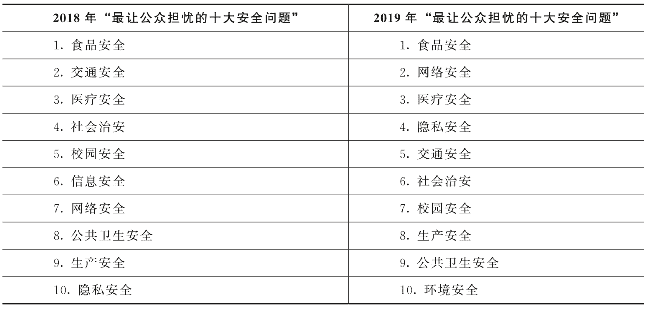 2018 年“最让公众担忧的十大安全问题” 2019 年“最让公众担忧的十大安全问题”
1. 食品安全 1. 食品安全
2. 交通安全 2. 网络安全
3. 医疗安全 3. 医疗安全
4. 社会治安 4. 隐私安全
5. 校园安全 5. 交通安全
6. 信息安全 6. 社会治安
7. 网络安全 7. 校园安全
8. 公共卫生安全 8. 生产安全
9. 生产安全 9. 公共卫生安全
10. 隐私安全 10. 环境安全